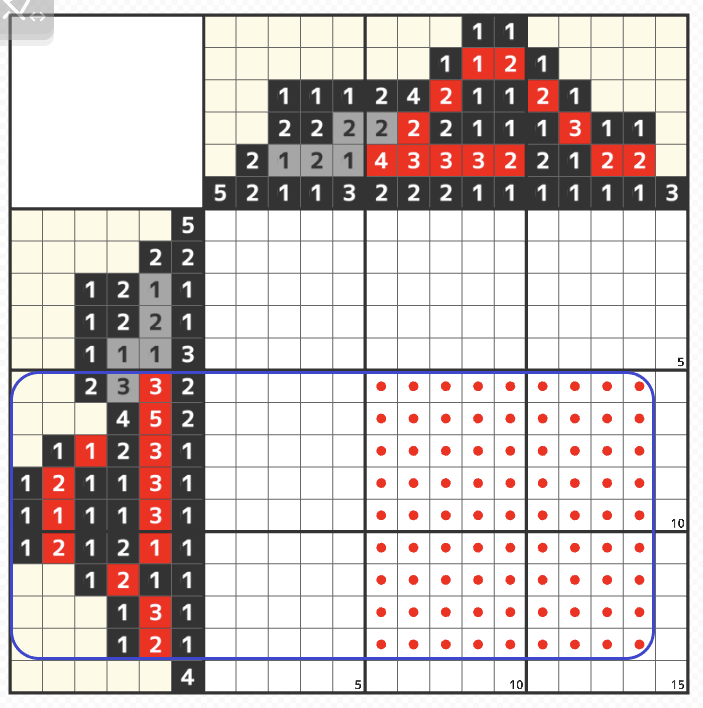 1 1
1 1 2 1
1 1 1 2 4 2 1 1 2 1
2 2 2 2 2 2 1 1 1 3 1 1
2 1 2 1 4 3 3 3 2 2 1 2 2
5 2 1 1 3 2 2 2 1 1 1 1 1 1 3
5
2 2
1 2 1 1
1 2 2 1
1 1 1 3 5
2 3 3 2
4 5 2
1 1 2 3 1
1 2 1 1 3 1
1 1 1 1 3 1 10
1 2 1 2 1 1
1 2 1 1
1 3 1
1 2 1
4 5 10 15